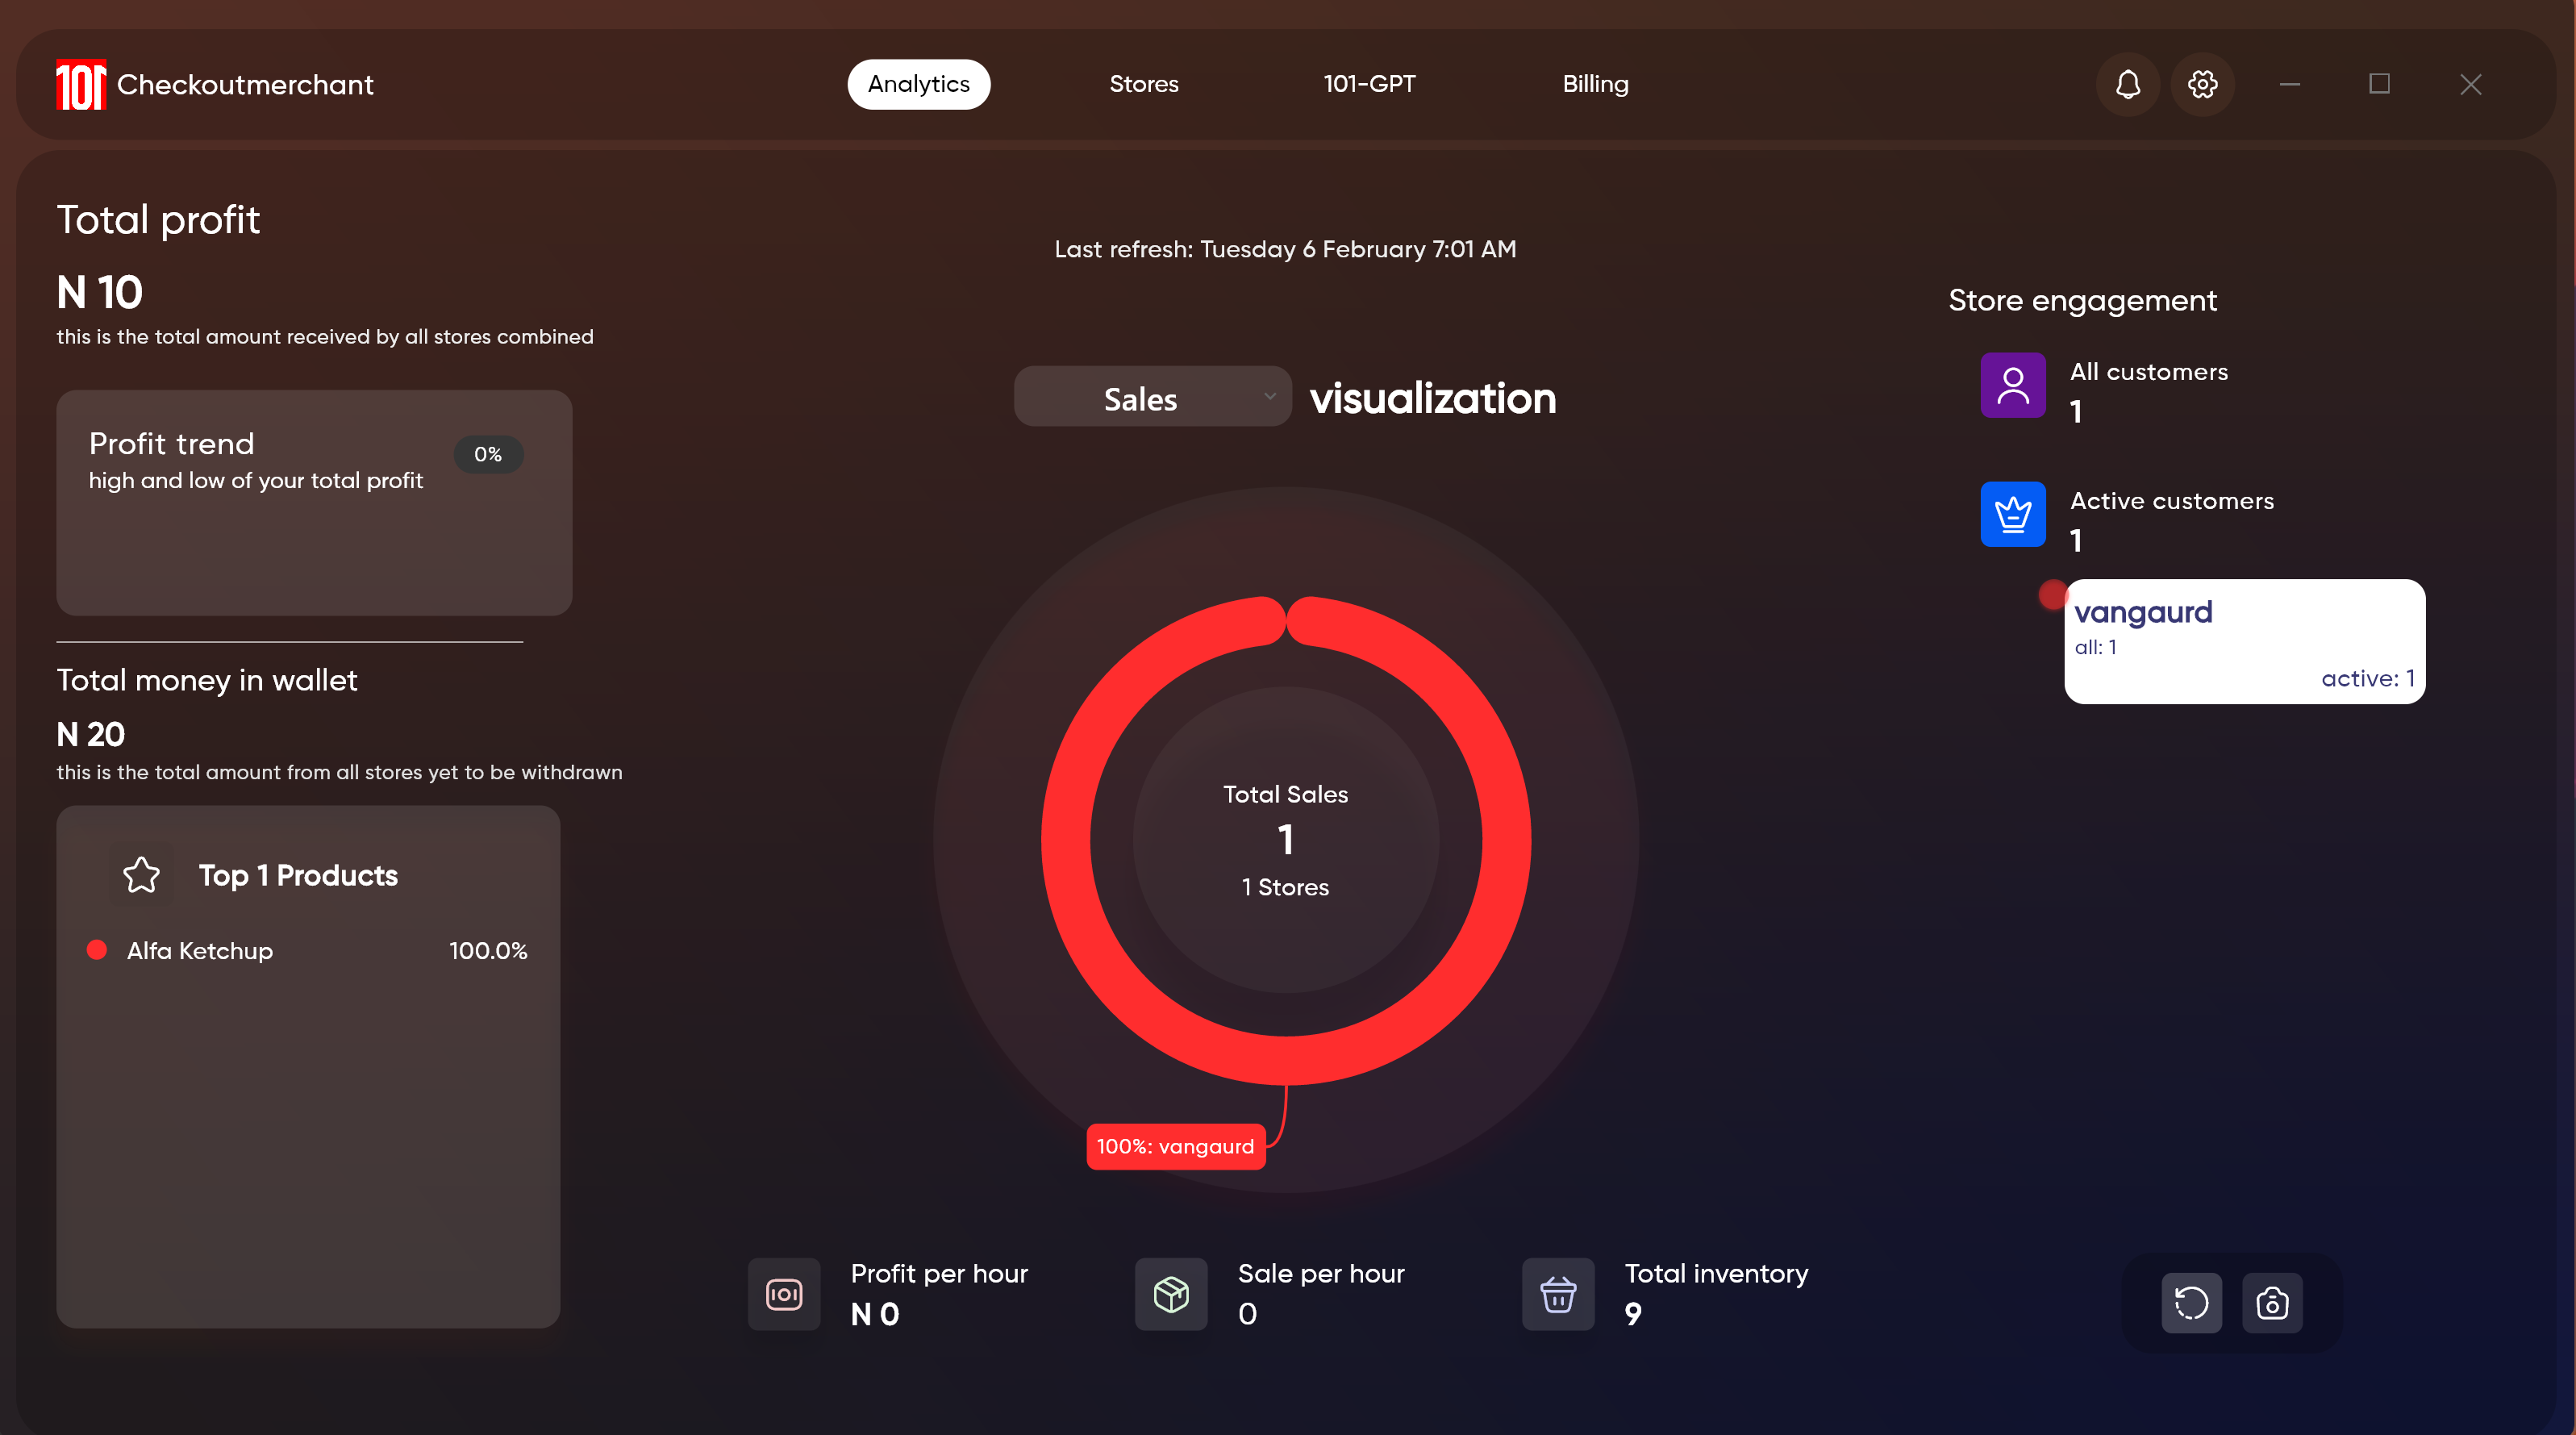 101 Checkoutmerchant
Analytics
Stores
101-GPT
Billing
Total profit
N 10
this is the total amount received by all stores combined
Profit trend
0%
high and low of your total profit
Total money in wallet
N 20
this is the total amount from all stores yet to be withdrawn
Top 1 Products
Alfa Ketchup 100.0%
Last refresh: Tuesday 6 February 7:01 AM
Sales visualization
Total Sales
1
1 Stores
100%: vangaurd
Store engagement
All customers
1
Active customers
1
vangaurd
all: 1
active: 1
Profit per hour
N 0
Sale per hour
0
Total inventory
9